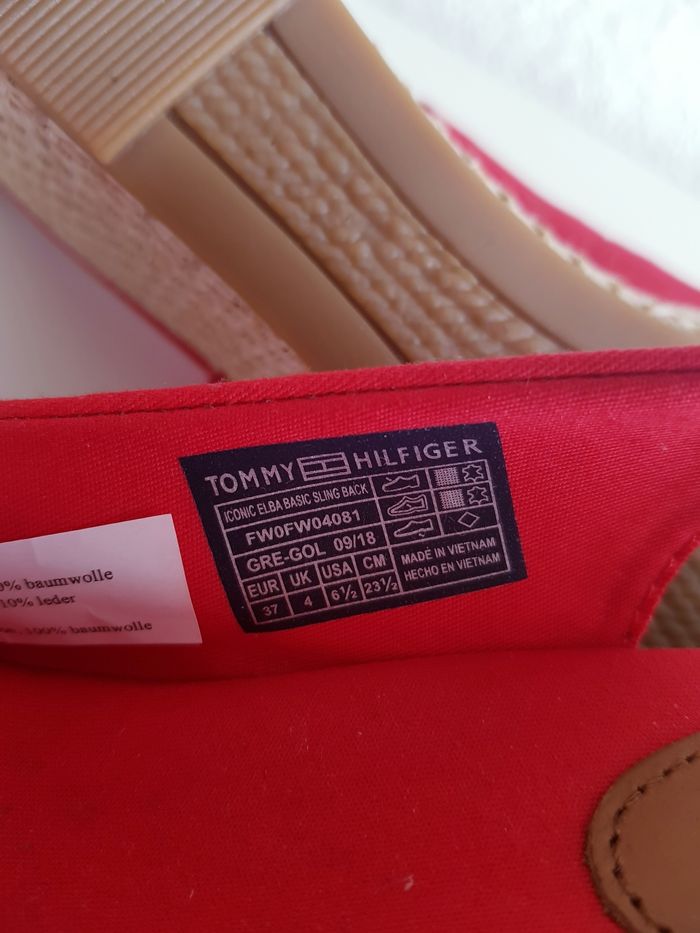 TOMMY HILFIGER
ICONIC ELBA BASIC SLING BACK
FW0FW04081
GRE-GOL 09/18
EUR UK USA CM
37 4 6½ 23½
MADE IN VIETNAM
HECHO EN VIETNAM
baumwolle
10% leder
100% baumwolle